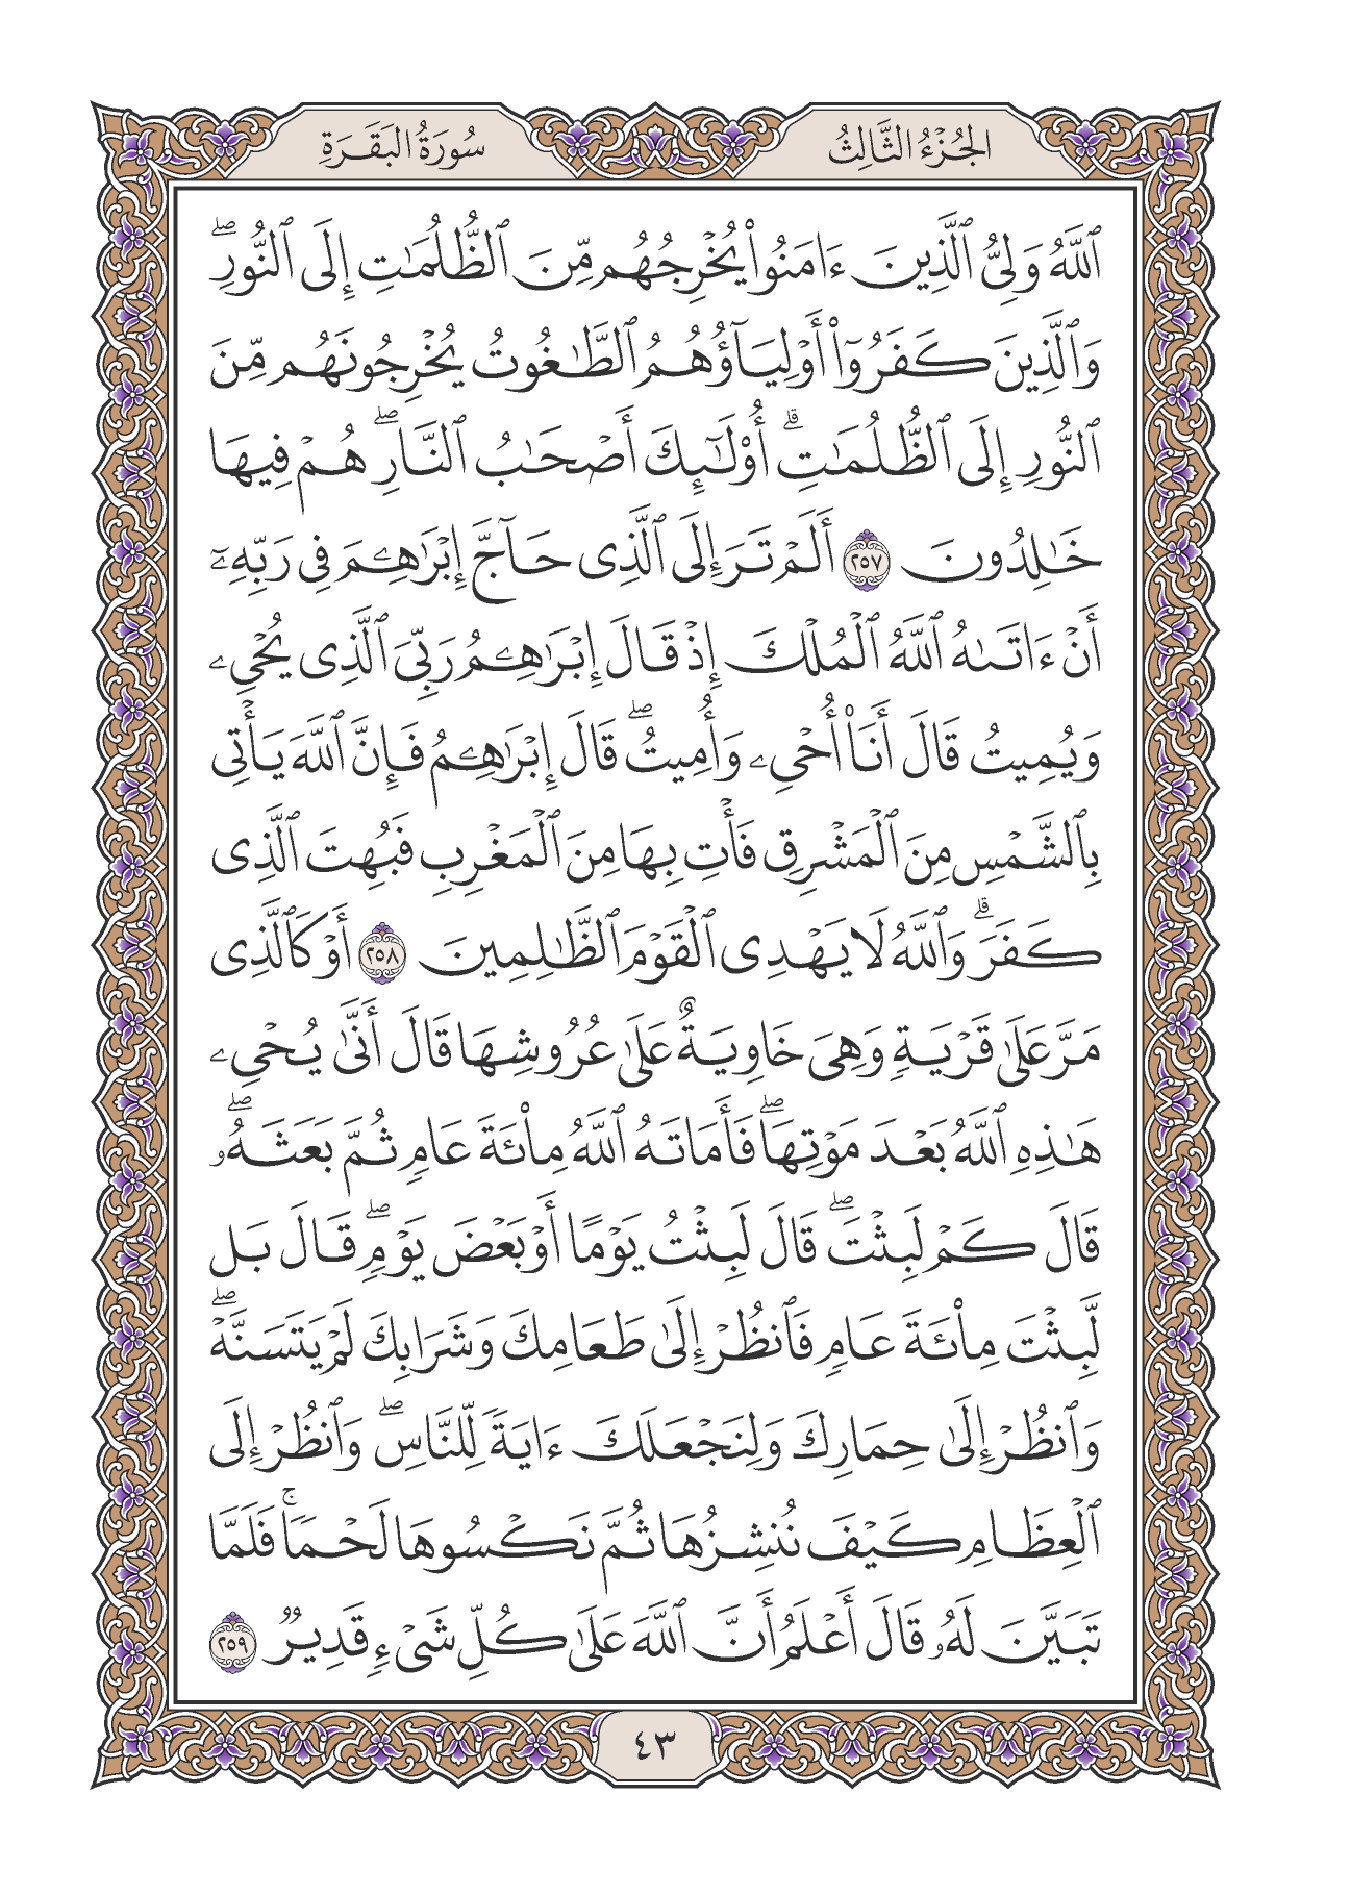 الجُزْءُ الثَّالِثُ
سُورَةُ البَقَرَةِ
ٱللَّهُ وَلِيُّ ٱلَّذِينَ ءَامَنُوا۟ يُخْرِجُهُم مِّنَ ٱلظُّلُمَٰتِ إِلَى ٱلنُّورِۖ
وَٱلَّذِينَ كَفَرُوٓا۟ أَوْلِيَآؤُهُمُ ٱلطَّٰغُوتُ يُخْرِجُونَهُم مِّنَ
ٱلنُّورِ إِلَى ٱلظُّلُمَٰتِۗ أُو۟لَٰٓئِكَ أَصْحَٰبُ ٱلنَّارِۖ هُمْ فِيهَا
خَٰلِدُونَ ٢٥٧ أَلَمْ تَرَ إِلَى ٱلَّذِى حَآجَّ إِبْرَٰهِۦمَ فِى رَبِّهِۦٓ
أَنْ ءَاتَىٰهُ ٱللَّهُ ٱلْمُلْكَ إِذْ قَالَ إِبْرَٰهِۦمُ رَبِّىَ ٱلَّذِى يُحْىِۦ
وَيُمِيتُ قَالَ أَنَا۠ أُحْىِۦ وَأُمِيتُۖ قَالَ إِبْرَٰهِۦمُ فَإِنَّ ٱللَّهَ يَأْتِى
بِٱلشَّمْسِ مِنَ ٱلْمَشْرِقِ فَأْتِ بِهَا مِنَ ٱلْمَغْرِبِ فَبُهِتَ ٱلَّذِى
كَفَرَۗ وَٱللَّهُ لَا يَهْدِى ٱلْقَوْمَ ٱلظَّٰلِمِينَ ٢٥٨ أَوْ كَٱلَّذِى
مَرَّ عَلَىٰ قَرْيَةٍ وَهِىَ خَاوِيَةٌ عَلَىٰ عُرُوشِهَا قَالَ أَنَّىٰ يُحْىِۦ
هَٰذِهِ ٱللَّهُ بَعْدَ مَوْتِهَاۖ فَأَمَاتَهُ ٱللَّهُ مِا۟ئَةَ عَامٍ ثُمَّ بَعَثَهُۥۖ
قَالَ كَمْ لَبِثْتَۖ قَالَ لَبِثْتُ يَوْمًا أَوْ بَعْضَ يَوْمٍۖ قَالَ بَل
لَّبِثْتَ مِا۟ئَةَ عَامٍ فَٱنظُرْ إِلَىٰ طَعَامِكَ وَشَرَابِكَ لَمْ يَتَسَنَّهْۖ
وَٱنظُرْ إِلَىٰ حِمَارِكَ وَلِنَجْعَلَكَ ءَايَةً لِّلنَّاسِۖ وَٱنظُرْ إِلَى
ٱلْعِظَامِ كَيْفَ نُنشِزُهَا ثُمَّ نَكْسُوهَا لَحْمًاۚ فَلَمَّا
تَبَيَّنَ لَهُۥ قَالَ أَعْلَمُ أَنَّ ٱللَّهَ عَلَىٰ كُلِّ شَىْءٍ قَدِيرٌ ٢٥٩
٤٣